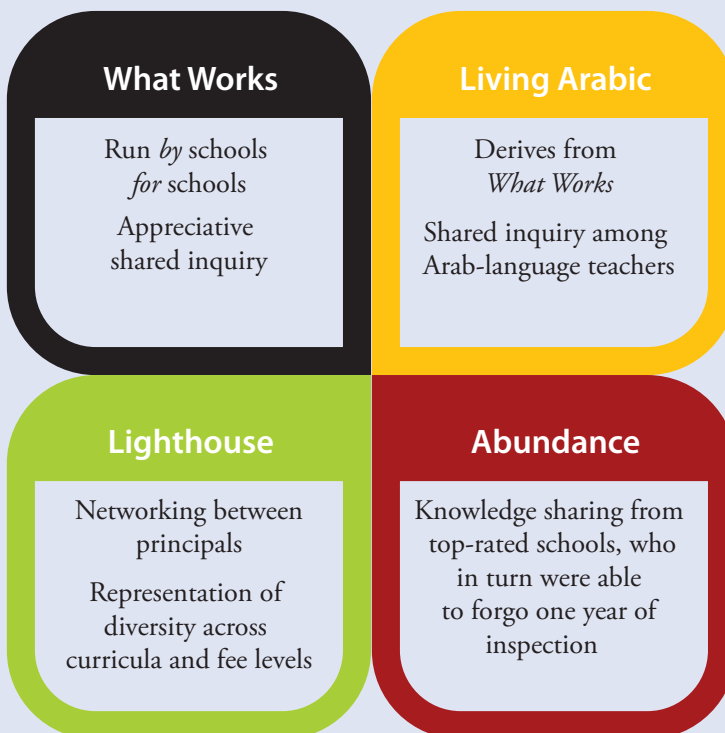 What Works
Run by schools
for schools
Appreciative
shared inquiry
Living Arabic
Derives from
What Works
Shared inquiry among
Arab-language teachers
Lighthouse
Networking between
principals
Representation of
diversity across
curricula and fee levels
Abundance
Knowledge sharing from
top-rated schools, who
in turn were able
to forgo one year of
inspection